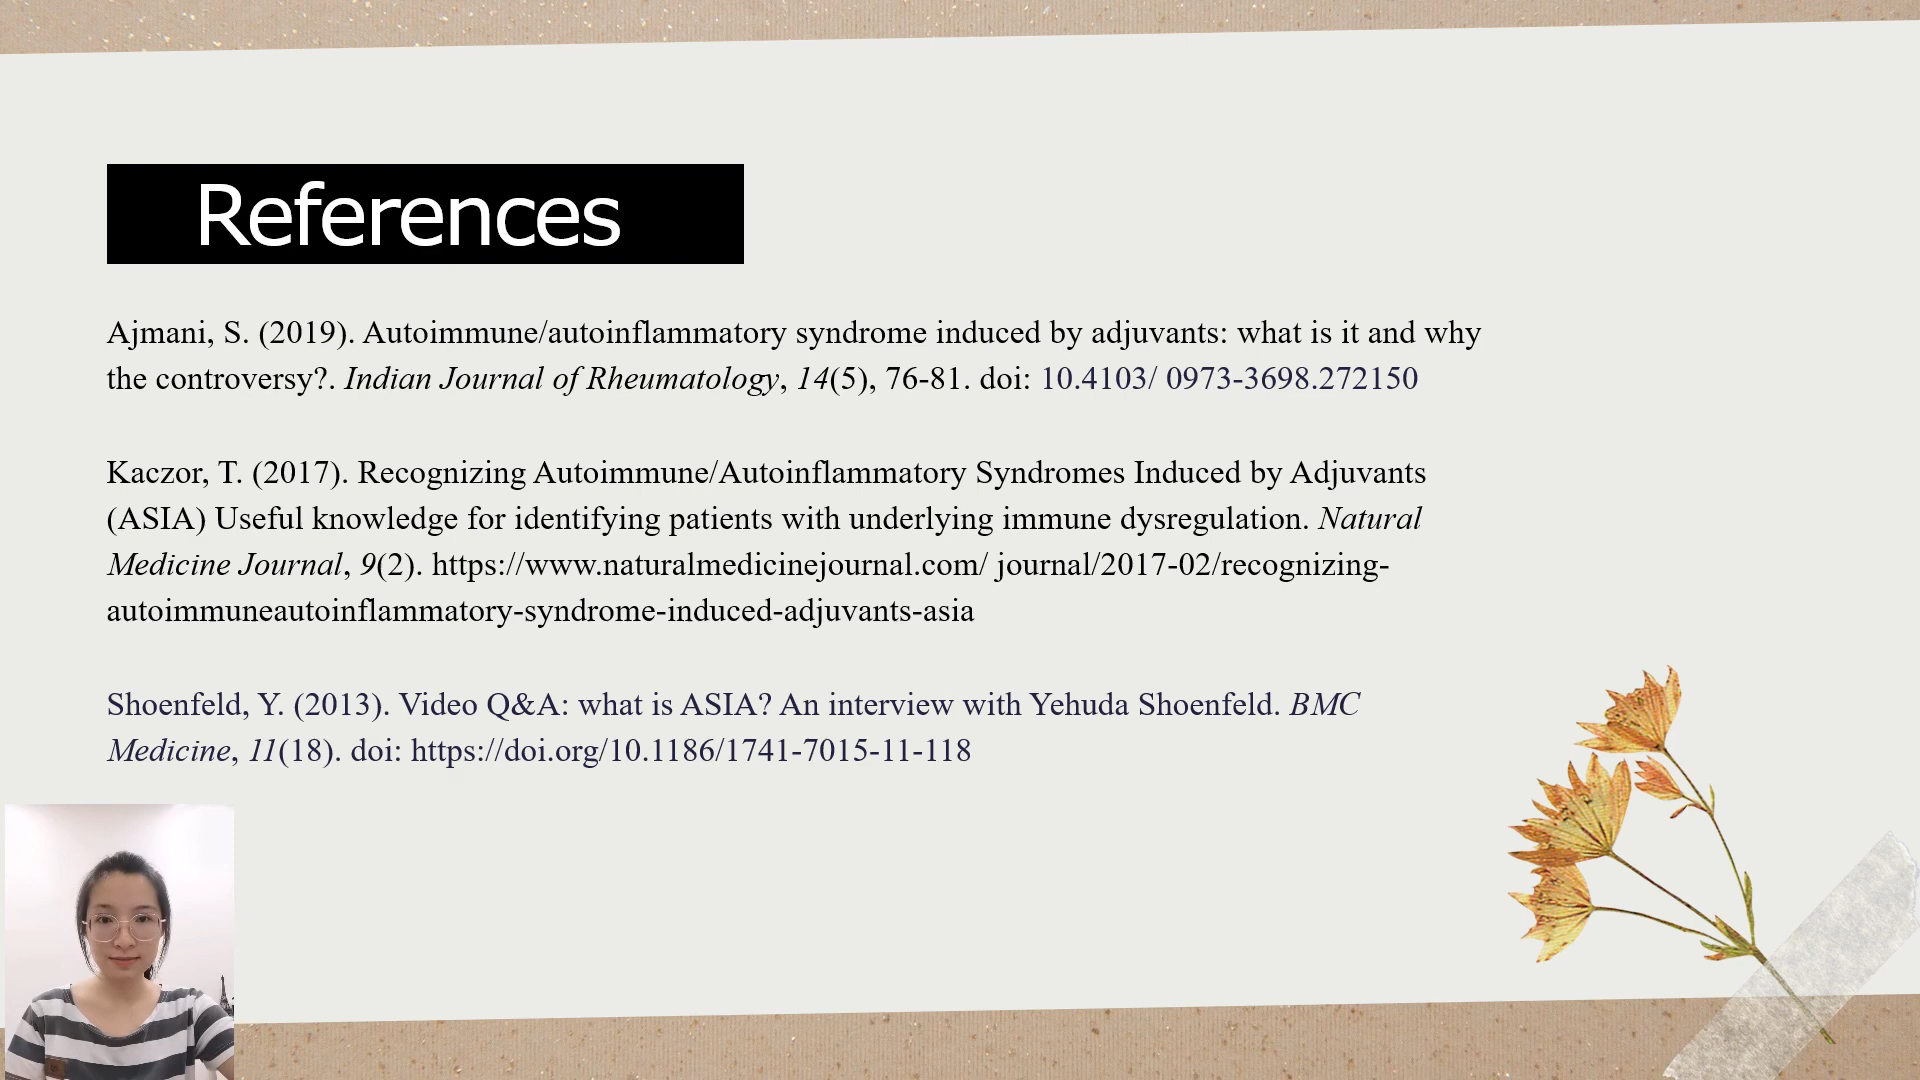 References
Ajmani, S. (2019). Autoimmune/autoinflammatory syndrome induced by adjuvants: what is it and why
the controversy?. Indian Journal of Rheumatology, 14(5), 76-81. doi: 10.4103/ 0973-3698.272150
Kaczor, T. (2017). Recognizing Autoimmune/Autoinflammatory Syndromes Induced by Adjuvants
(ASIA) Useful knowledge for identifying patients with underlying immune dysregulation. Natural
Medicine Journal, 9(2). https://www.naturalmedicinejournal.com/ journal/2017-02/recognizing-
autoimmuneautoinflammatory-syndrome-induced-adjuvants-asia
Shoenfeld, Y. (2013). Video Q&A: what is ASIA? An interview with Yehuda Shoenfeld. BMC
Medicine, 11(18). doi: https://doi.org/10.1186/1741-7015-11-118